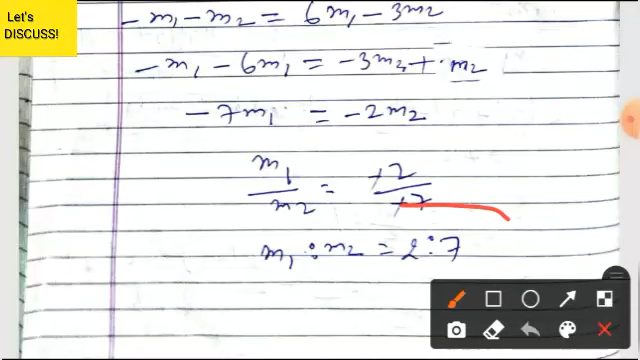 Let's
DISCUSS!
- m₁ - m₂ = 6m₁ - 3m₂
- m₁ - 6m₁ = - 3m₂ + m₂
- 7m₁ = - 2m₂
m₁/m₂ = +2/+7
m₁ : m₂ = 2 : 7